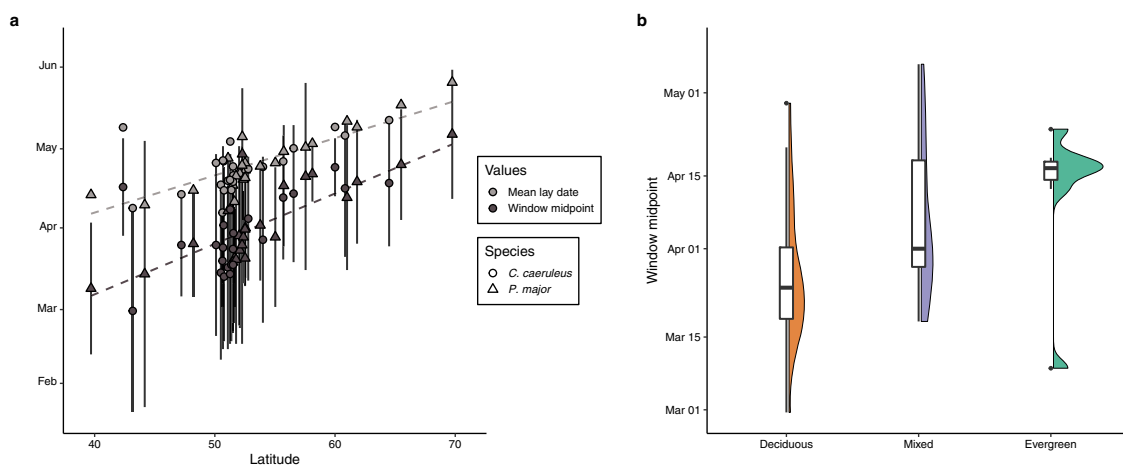 a
Jun
May
Apr
Mar
Feb
40
50
60
70
Latitude
Values
Mean lay date
Window midpoint
Species
C. caeruleus
P. major
b
Window midpoint
May 01
Apr 15
Apr 01
Mar 15
Mar 01
Deciduous
Mixed
Evergreen